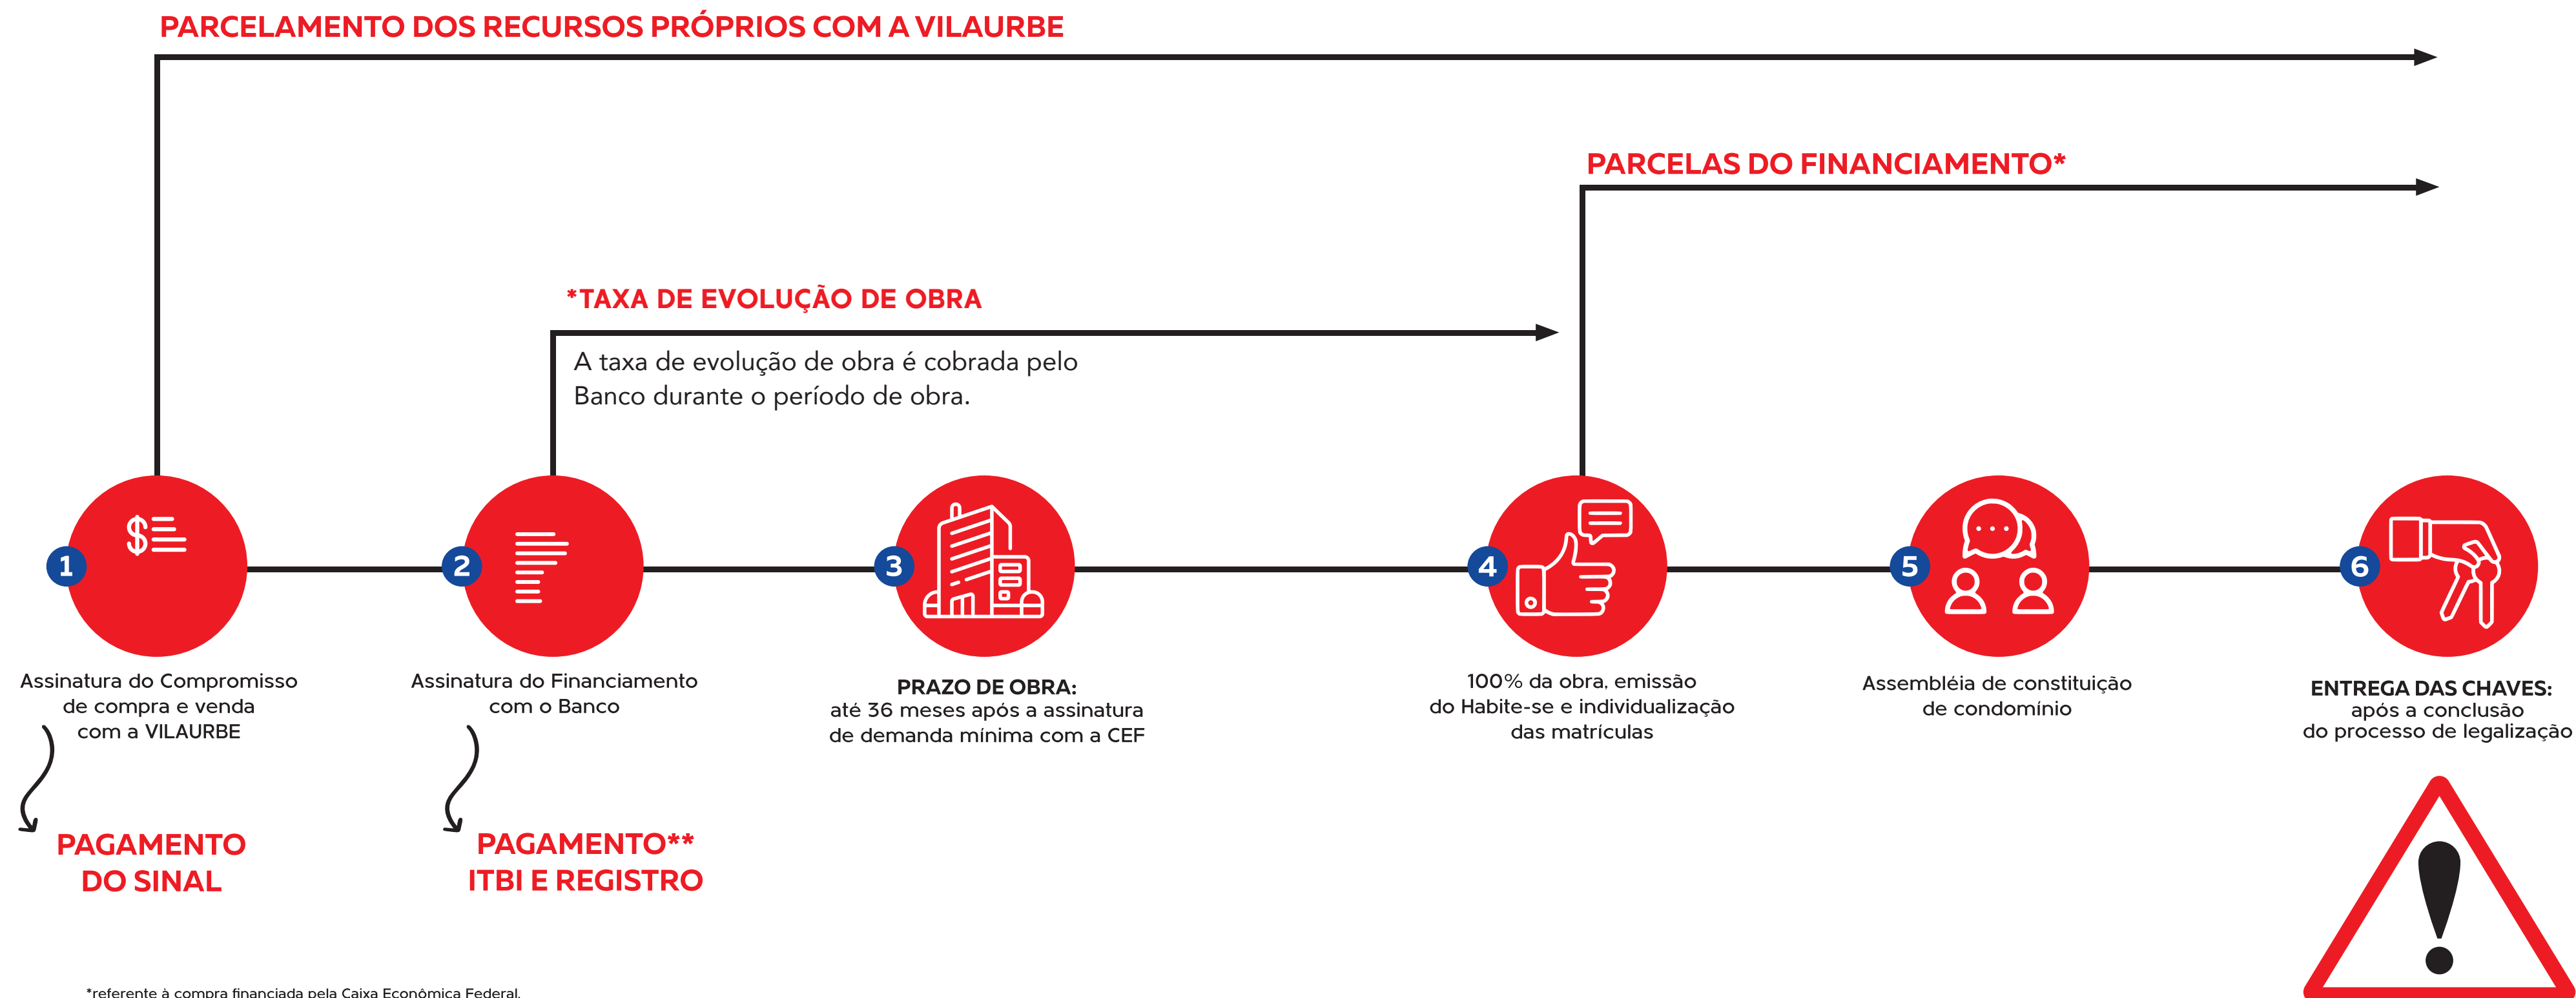 PARCELAMENTO DOS RECURSOS PRÓPRIOS COM A VILAURBE
PARCELAS DO FINANCIAMENTO*
*TAXA DE EVOLUÇÃO DE OBRA
A taxa de evolução de obra é cobrada pelo
Banco durante o período de obra.
1
Assinatura do Compromisso
de compra e venda
com a VILAURBE
PAGAMENTO
DO SINAL
2
Assinatura do Financiamento
com o Banco
PAGAMENTO**
ITBI E REGISTRO
3
PRAZO DE OBRA:
até 36 meses após a assinatura
de demanda mínima com a CEF
4
100% da obra, emissão
do Habite-se e individualização
das matrículas
5
Assembléia de constituição
de condomínio
6
ENTREGA DAS CHAVES:
após a conclusão
do processo de legalização
*referente à compra financiada pela Caixa Econômica Federal.